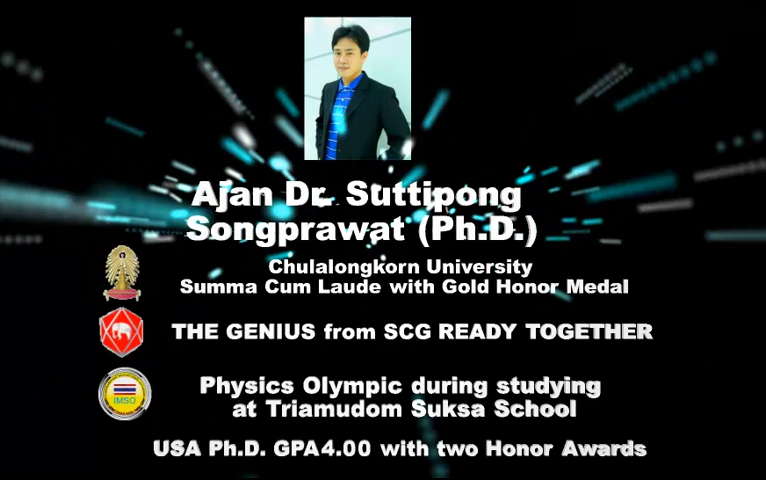 Ajan Dr. Suttipong
Songprawat (Ph.D.)
Chulalongkorn University
Summa Cum Laude with Gold Honor Medal
THE GENIUS from SCG READY TOGETHER
IMSO
Physics Olympic during studying
at Triamudom Suksa School
USA Ph.D. GPA4.00 with two Honor Awards